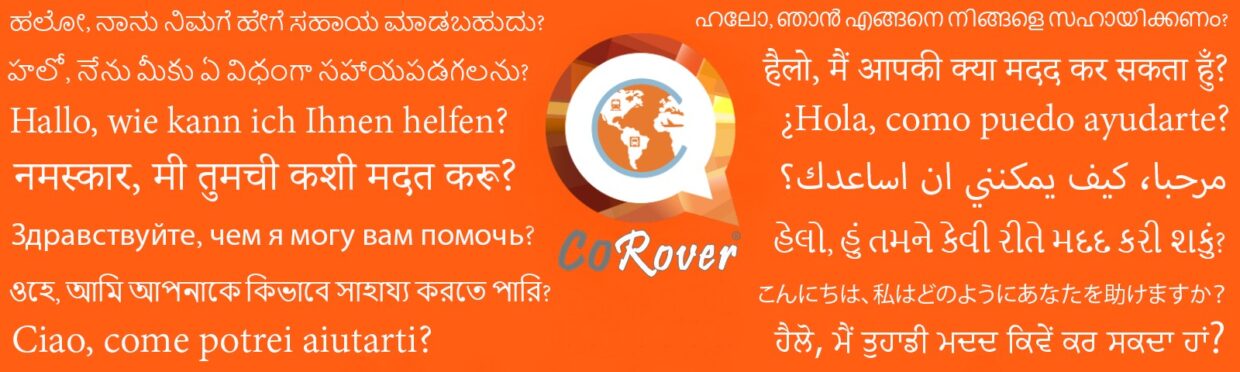 ಹಲೋ, ನಾನು ನಿಮಗೆ ಹೇಗೆ ಸಹಾಯ ಮಾಡಬಹುದು?
హలో, నేను మీకు ఏ విధంగా సహాయపడగలను?
Hallo, wie kann ich Ihnen helfen?
नमस्कार, मी तुमची कशी मदत करू?
Здравствуйте, чем я могу вам помочь?
ওহে, আমি আপনাকে কিভাবে সাহায্য করতে পারি?
Ciao, come potrei aiutarti?
CoRover®
ഹലോ, ഞാൻ എങ്ങനെ നിങ്ങളെ സഹായിക്കണം?
हैलो, मैं आपकी क्या मदद कर सकता हुँ?
¿Hola, como puedo ayudarte?
مرحبا، كيف يمكنني ان اساعدك؟
હેલો, હું તમને કેવી રીતે મદદ કરી શકું?
こんにちは、私はどのようにあなたを助けますか？
ਹੈਲੋ, ਮੈਂ ਤੁਹਾਡੀ ਮਦਦ ਕਿਵੇਂ ਕਰ ਸਕਦਾ ਹਾਂ?